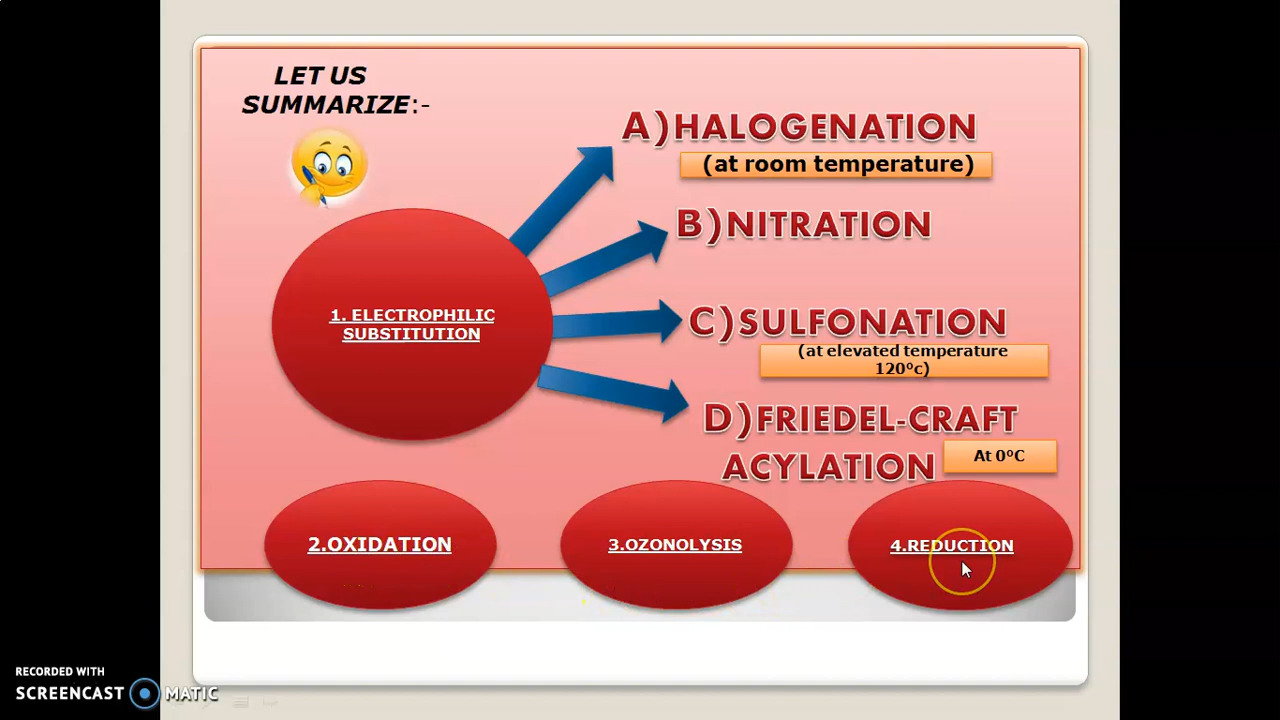 LET US
SUMMARIZE:-
A)HALOGENATION
(at room temperature)
B)NITRATION
1. ELECTROPHILIC
SUBSTITUTION
C)SULFONATION
(at elevated temperature
120ºc)
D)FRIEDEL-CRAFT
ACYLATION
At 0ºC
2.OXIDATION
3.OZONOLYSIS
4.REDUCTION
RECORDED WITH
SCREENCAST MATIC